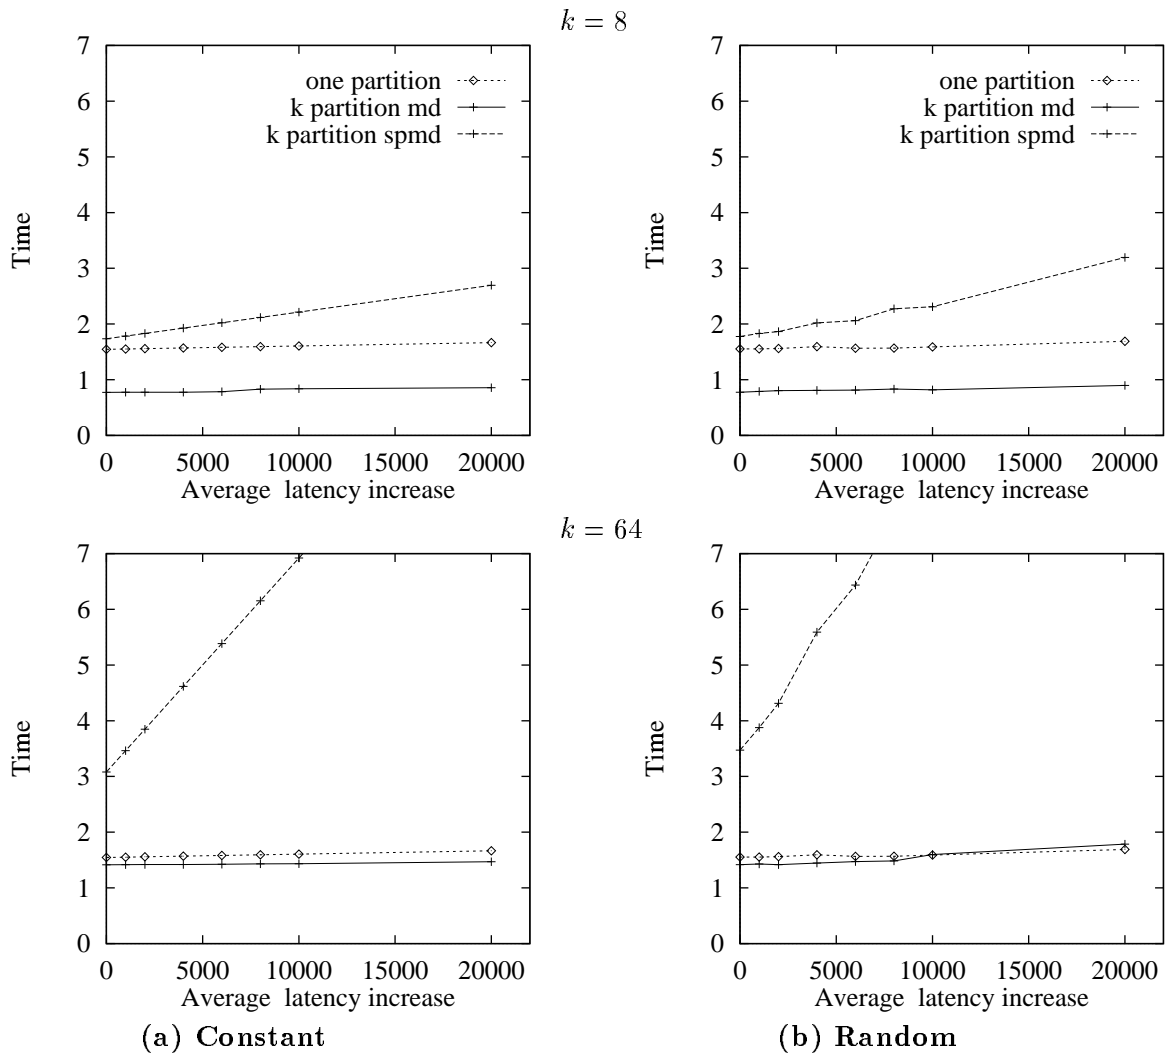 k = 8
7
6
5
4
3
2
1
0
Time
one partition
k partition md
k partition spmd
0 5000 10000 15000 20000
Average latency increase
7
6
5
4
3
2
1
0
Time
one partition
k partition md
k partition spmd
0 5000 10000 15000 20000
Average latency increase
k = 64
7
6
5
4
3
2
1
0
Time
0 5000 10000 15000 20000
Average latency increase
(a) Constant
7
6
5
4
3
2
1
0
Time
0 5000 10000 15000 20000
Average latency increase
(b) Random